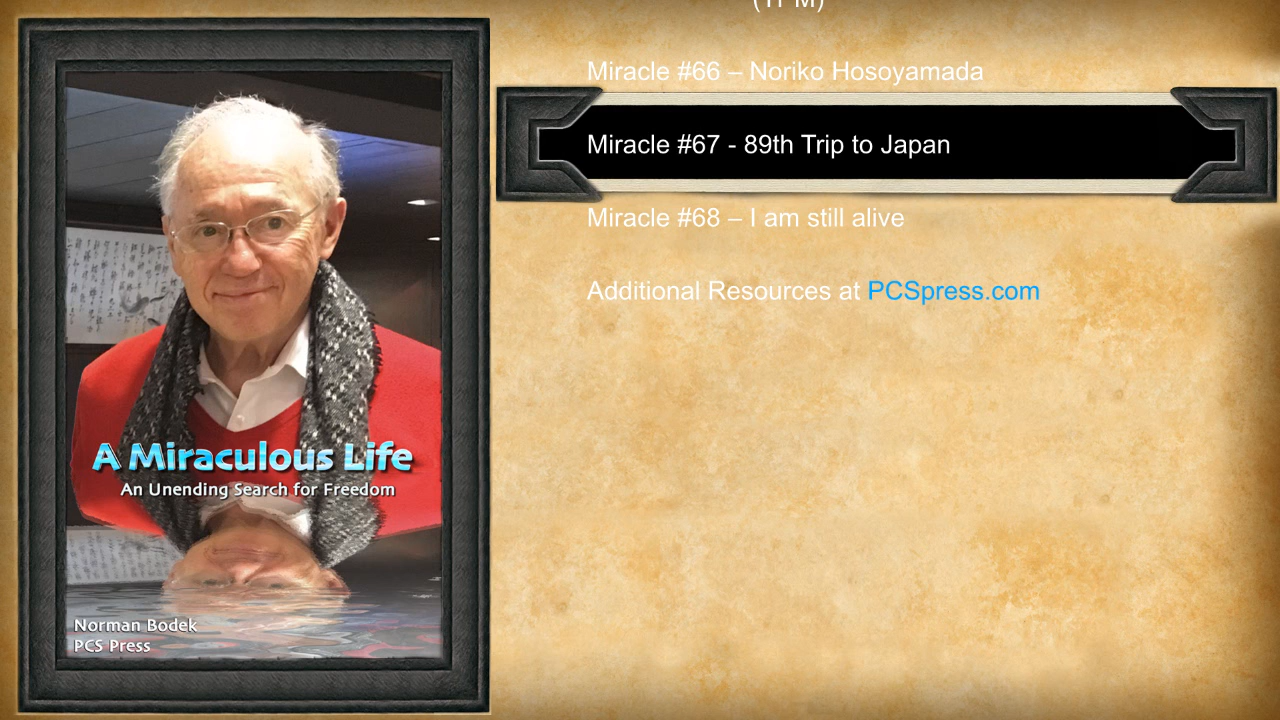 Miracle #66 – Noriko Hosoyamada
Miracle #67 - 89th Trip to Japan
Miracle #68 – I am still alive
Additional Resources at PCSpress.com
A Miraculous Life
An Unending Search for Freedom
Norman Bodek
PCS Press